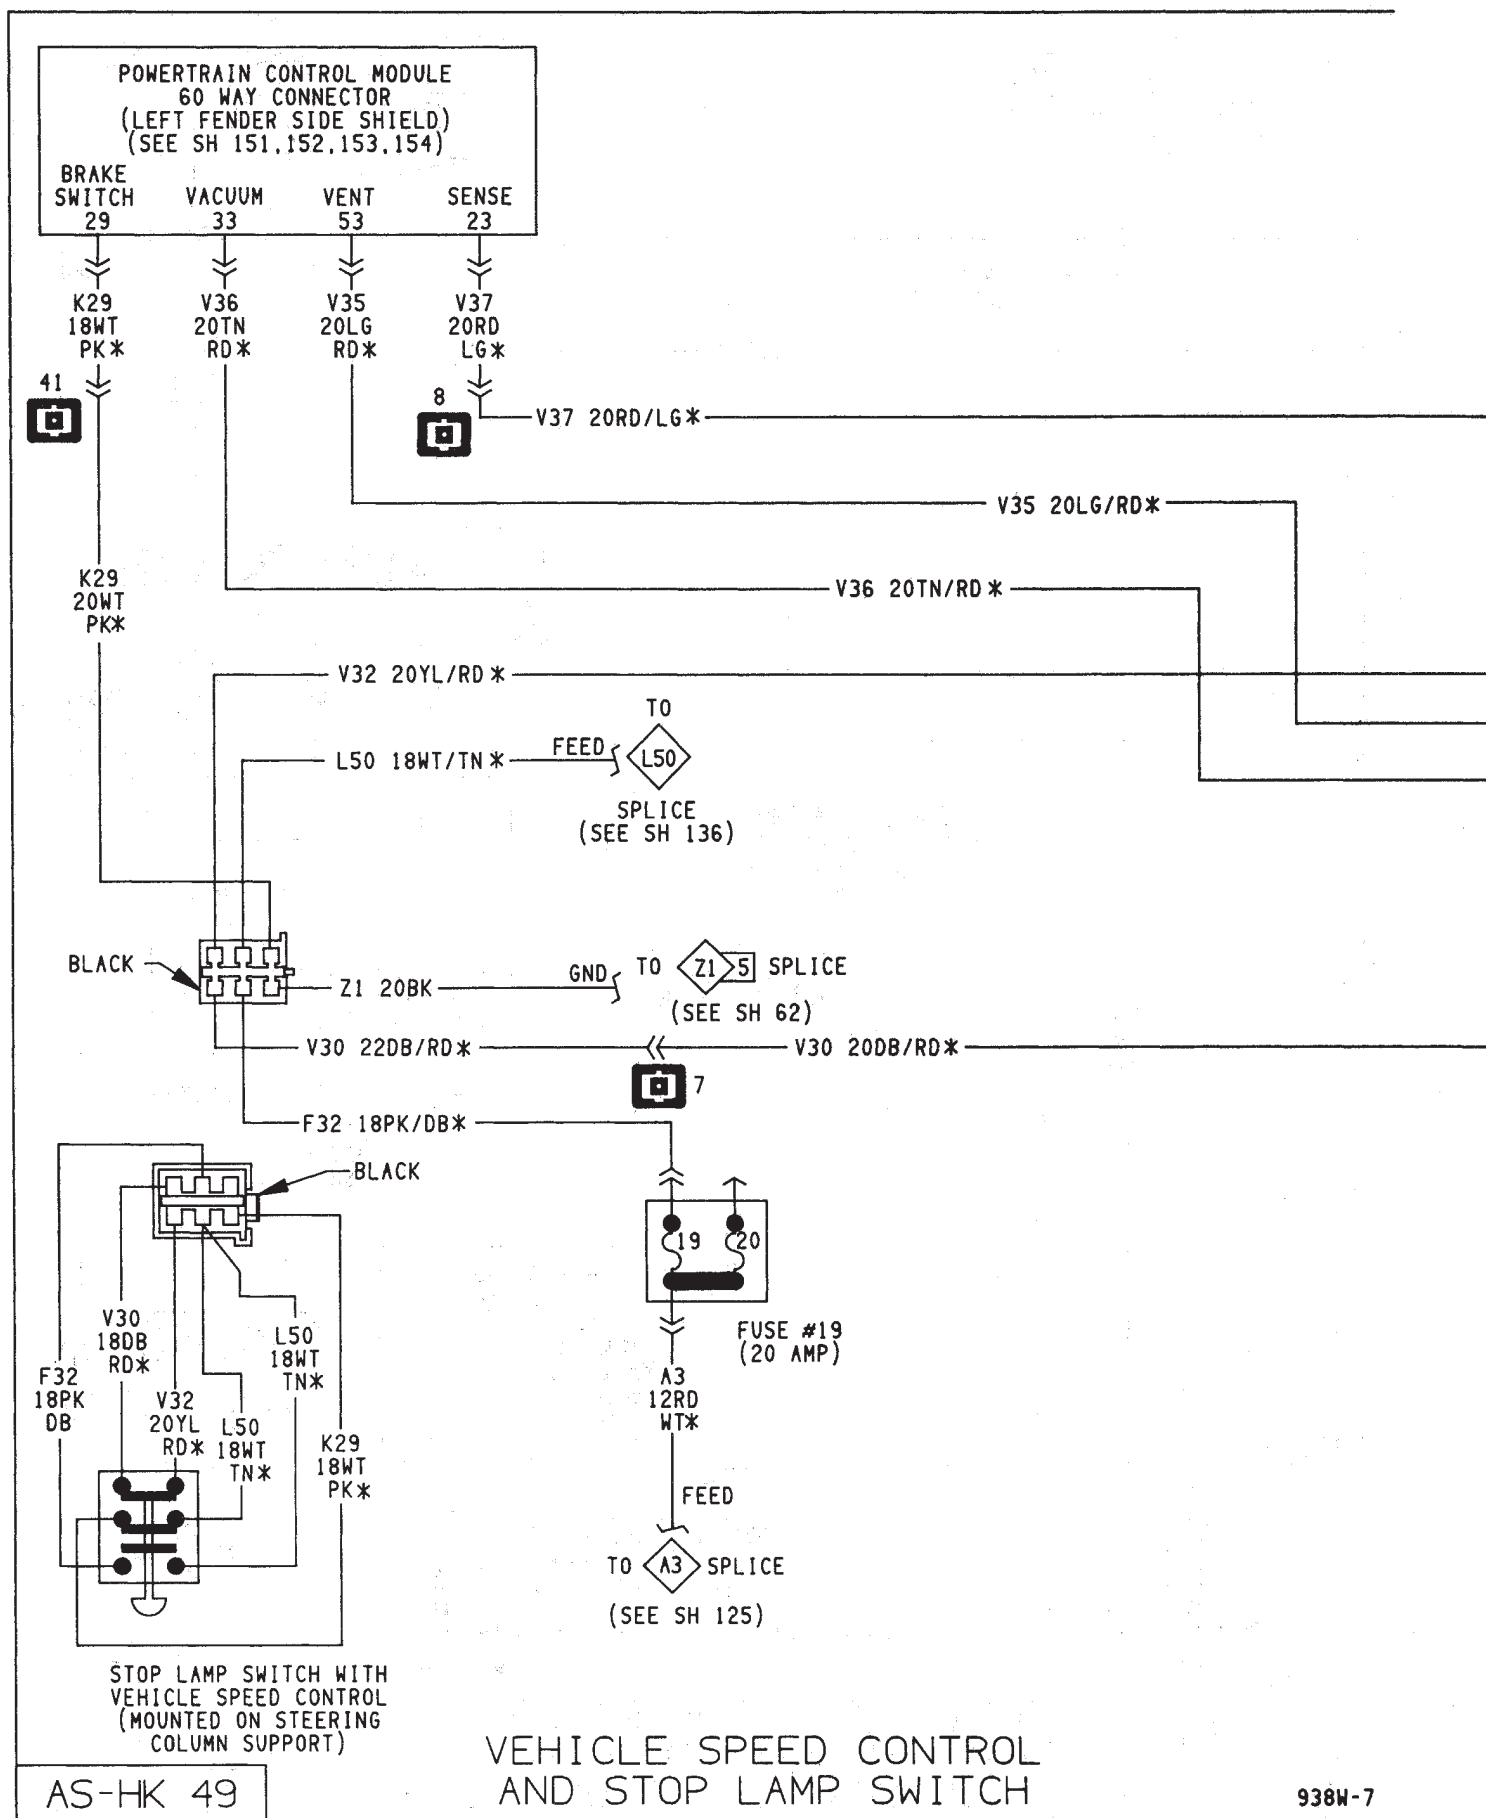 POWERTRAIN CONTROL MODULE
60 WAY CONNECTOR
(LEFT FENDER SIDE SHIELD)
(SEE SH 151,152,153,154)
BRAKE
SWITCH
29
VACUUM
33
VENT
53
SENSE
23
K29
18WT
PK*
V36
20TN
RD*
V35
20LG
RD*
V37
20RD
LG*
41
8
V37 20RD/LG*
V35 20LG/RD*
K29
20WT
PK*
V36 20TN/RD*
V32 20YL/RD*
TO
L50 18WT/TN*
FEED
L50
SPLICE
(SEE SH 136)
BLACK
Z1 20BK
GND
TO
Z1
5
SPLICE
(SEE SH 62)
V30 22DB/RD*
V30 20DB/RD*
7
F32 18PK/DB*
BLACK
19
20
FUSE #19
(20 AMP)
V30
18DB
RD*
L50
18WT
TN*
F32
18PK
DB
V32
20YL
RD*
L50
18WT
TN*
K29
18WT
PK*
A3
12RD
WT*
FEED
TO
A3
SPLICE
(SEE SH 125)
STOP LAMP SWITCH WITH
VEHICLE SPEED CONTROL
(MOUNTED ON STEERING
COLUMN SUPPORT)
VEHICLE SPEED CONTROL
AND STOP LAMP SWITCH
AS-HK 49
938W-7